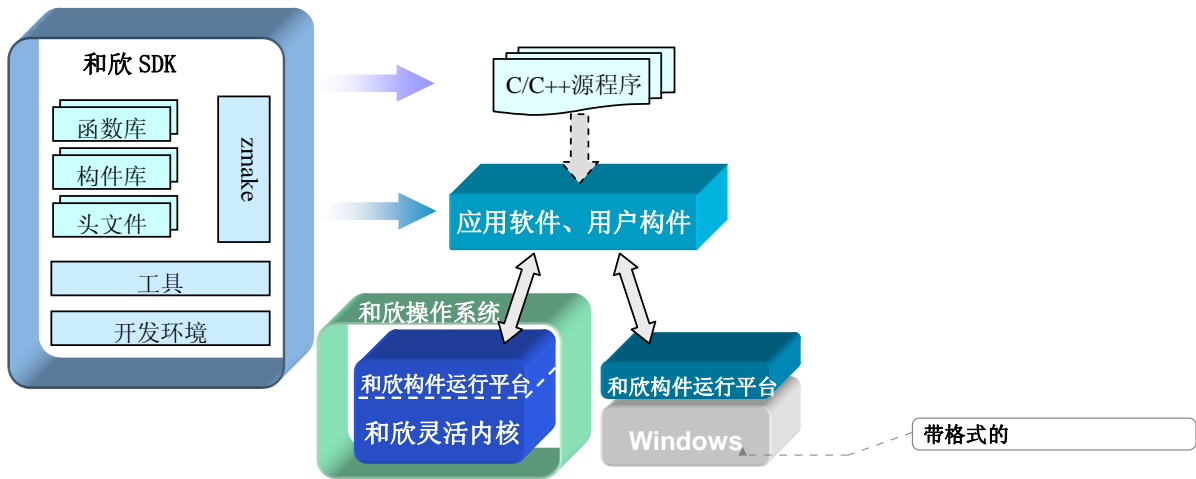 和欣 SDK
函数库
构件库
头文件
zmake
工具
开发环境
C/C++源程序
应用软件、用户构件
和欣操作系统
和欣构件运行平台
和欣灵活内核
和欣构件运行平台
Windows
带格式的